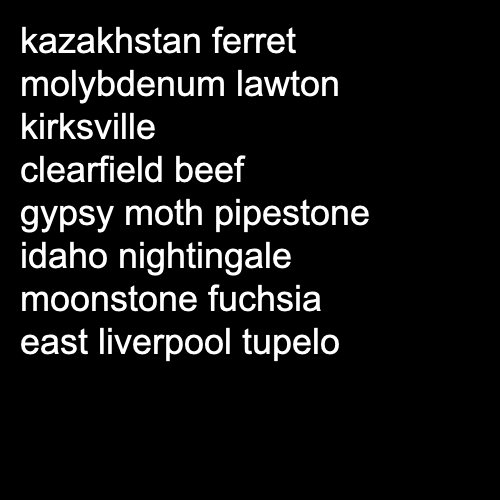 kazakhstan ferret
molybdenum lawton
kirksville
clearfield beef
gypsy moth pipestone
idaho nightingale
moonstone fuchsia
east liverpool tupelo